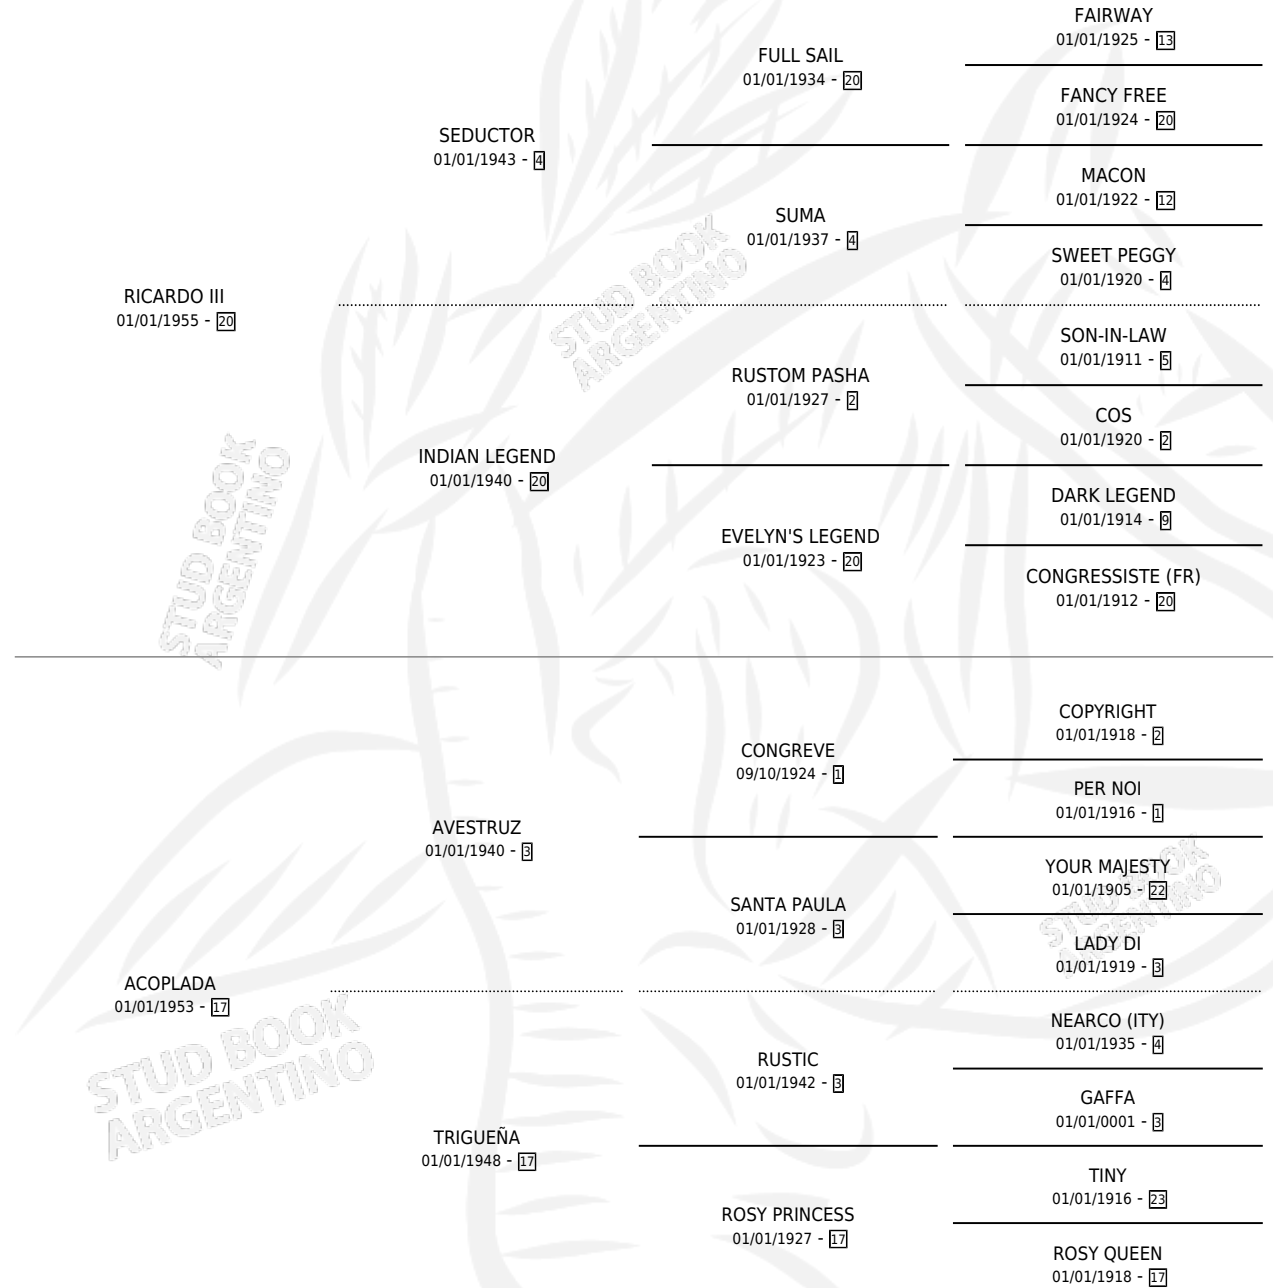 FAIRWAY
01/01/1925 - 13
FULL SAIL
01/01/1934 - 20
FANCY FREE
01/01/1924 - 20
SEDUCTOR
01/01/1943 - 4
MACON
01/01/1922 - 12
SUMA
01/01/1937 - 4
SWEET PEGGY
01/01/1920 - 4
RICARDO III
01/01/1955 - 20
SON-IN-LAW
01/01/1911 - 5
RUSTOM PASHA
01/01/1927 - 2
COS
01/01/1920 - 2
INDIAN LEGEND
01/01/1940 - 20
DARK LEGEND
01/01/1914 - 9
EVELYN'S LEGEND
01/01/1923 - 20
CONGRESSISTE (FR)
01/01/1912 - 20
COPYRIGHT
01/01/1918 - 2
CONGREVE
09/10/1924 - 1
PER NOI
01/01/1916 - 1
AVESTRUZ
01/01/1940 - 3
YOUR MAJESTY
01/01/1905 - 22
SANTA PAULA
01/01/1928 - 3
LADY DI
01/01/1919 - 3
ACOPLADA
01/01/1953 - 17
NEARCO (ITY)
01/01/1935 - 4
RUSTIC
01/01/1942 - 3
GAFFA
01/01/0001 - 3
TRIGUEÑA
01/01/1948 - 17
TINY
01/01/1916 - 23
ROSY PRINCESS
01/01/1927 - 17
ROSY QUEEN
01/01/1918 - 17
STUD BOOK
ARGENTINO
STUD BOOK
ARGENTINO
STUD BOOK
ARGENTINO
STUD BOOK
ARGENTINO